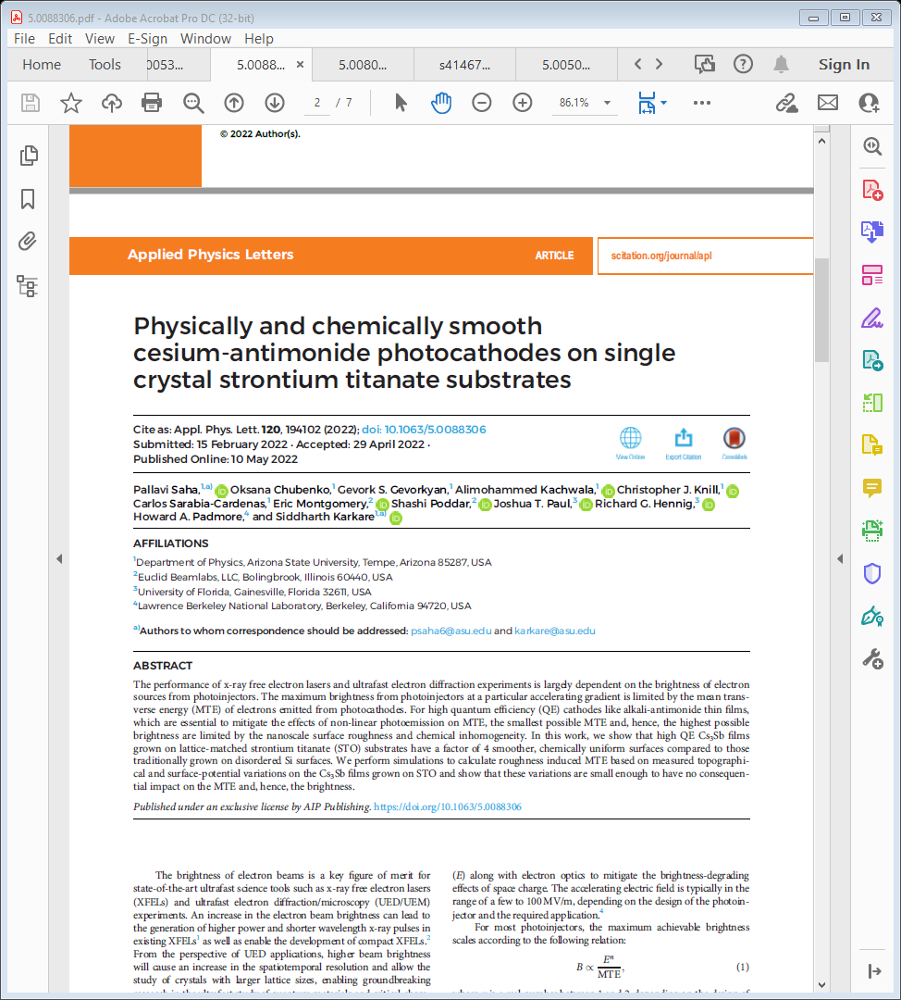 5.0088306.pdf - Adobe Acrobat Pro DC (32-bit)
File Edit View E-Sign Window Help
Home Tools 0053... 5.0088... × 5.0080... s41467... 5.0050... Sign In
2 / 7 86.1%
© 2022 Author(s).
Applied Physics Letters ARTICLE scitation.org/journal/apl
Physically and chemically smooth
cesium-antimonide photocathodes on single
crystal strontium titanate substrates
Cite as: Appl. Phys. Lett. 120, 194102 (2022); doi: 10.1063/5.0088306
Submitted: 15 February 2022 · Accepted: 29 April 2022 ·
Published Online: 10 May 2022
View Online Export Citation CrossMark
Pallavi Saha,1,a) iD Oksana Chubenko,1 Gevork S. Gevorkyan,1 Alimohammed Kachwala,1 iD Christopher J. Knill,1 iD
Carlos Sarabia-Cardenas,1 Eric Montgomery,2 iD Shashi Poddar,2 iD Joshua T. Paul,3 iD Richard G. Hennig,3 iD
Howard A. Padmore,4 and Siddharth Karkare1,a) iD
AFFILIATIONS
1Department of Physics, Arizona State University, Tempe, Arizona 85287, USA
2Euclid Beamlabs, LLC, Bolingbrook, Illinois 60440, USA
3University of Florida, Gainesville, Florida 32611, USA
4Lawrence Berkeley National Laboratory, Berkeley, California 94720, USA
a)Authors to whom correspondence should be addressed: psaha6@asu.edu and karkare@asu.edu
ABSTRACT
The performance of x-ray free electron lasers and ultrafast electron diffraction experiments is largely dependent on the brightness of electron
sources from photoinjectors. The maximum brightness from photoinjectors at a particular accelerating gradient is limited by the mean trans-
verse energy (MTE) of electrons emitted from photocathodes. For high quantum efficiency (QE) cathodes like alkali-antimonide thin films,
which are essential to mitigate the effects of non-linear photoemission on MTE, the smallest possible MTE and, hence, the highest possible
brightness are limited by the nanoscale surface roughness and chemical inhomogeneity. In this work, we show that high QE Cs3Sb films
grown on lattice-matched strontium titanate (STO) substrates have a factor of 4 smoother, chemically uniform surfaces compared to those
traditionally grown on disordered Si surfaces. We perform simulations to calculate roughness induced MTE based on measured topographi-
cal and surface-potential variations on the Cs3Sb films grown on STO and show that these variations are small enough to have no consequen-
tial impact on the MTE and, hence, the brightness.
Published under an exclusive license by AIP Publishing. https://doi.org/10.1063/5.0088306
The brightness of electron beams is a key figure of merit for
state-of-the-art ultrafast science tools such as x-ray free electron lasers
(XFELs) and ultrafast electron diffraction/microscopy (UED/UEM)
experiments. An increase in the electron beam brightness can lead to
the generation of higher power and shorter wavelength x-ray pulses in
existing XFELs1 as well as enable the development of compact XFELs.2
From the perspective of UED applications, higher beam brightness
will cause an increase in the spatiotemporal resolution and allow the
study of crystals with larger lattice sizes, enabling groundbreaking
(E) along with electron optics to mitigate the brightness-degrading
effects of space charge. The accelerating electric field is typically in the
range of a few to 100 MV/m, depending on the design of the photoin-
jector and the required application.4
For most photoinjectors, the maximum achievable brightness
scales according to the following relation:
B ∝ E^n / MTE, (1)